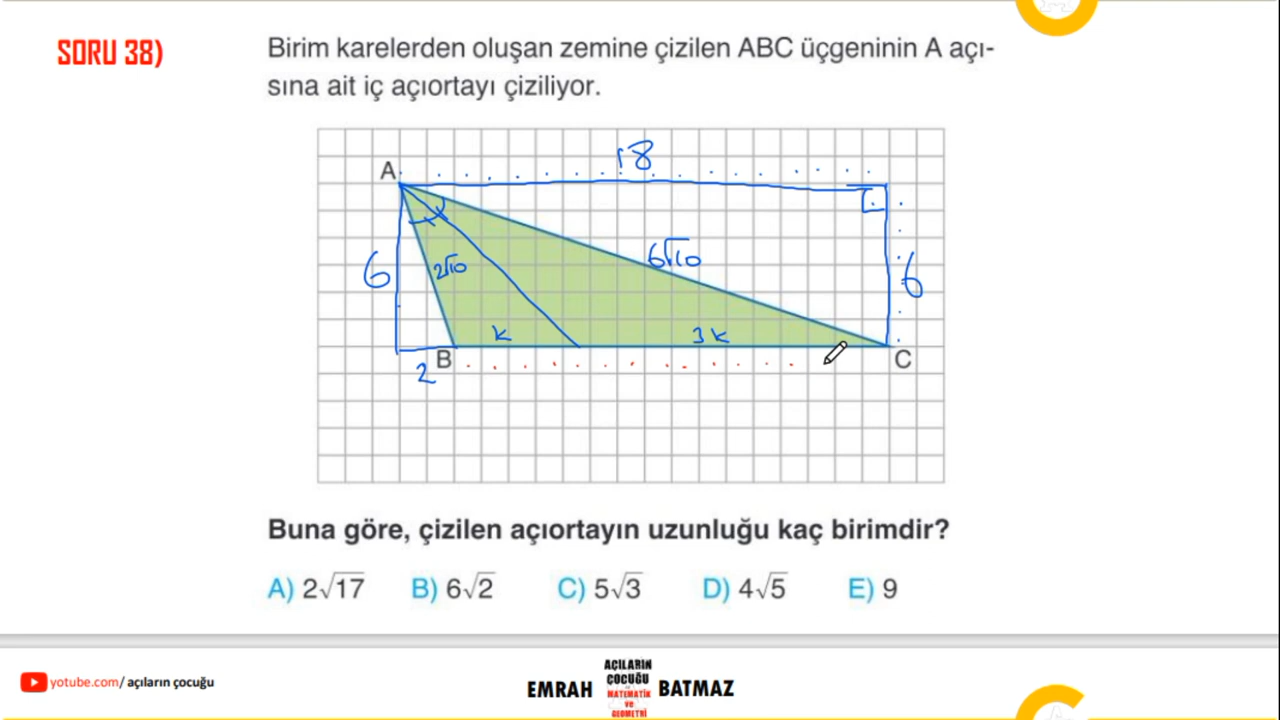 SORU 38)
Birim karelerden oluşan zemine çizilen ABC üçgeninin A açı-
sına ait iç açıortayı çiziliyor.
18
A
6
2√10
6√10
6
k
3k
B
C
2
Buna göre, çizilen açıortayın uzunluğu kaç birimdir?
A) 2√17 B) 6√2 C) 5√3 D) 4√5 E) 9
yotube.com/ açıların çocuğu
EMRAH AÇILARIN ÇOCUĞU MATEMATİK ve GEOMETRİ BATMAZ